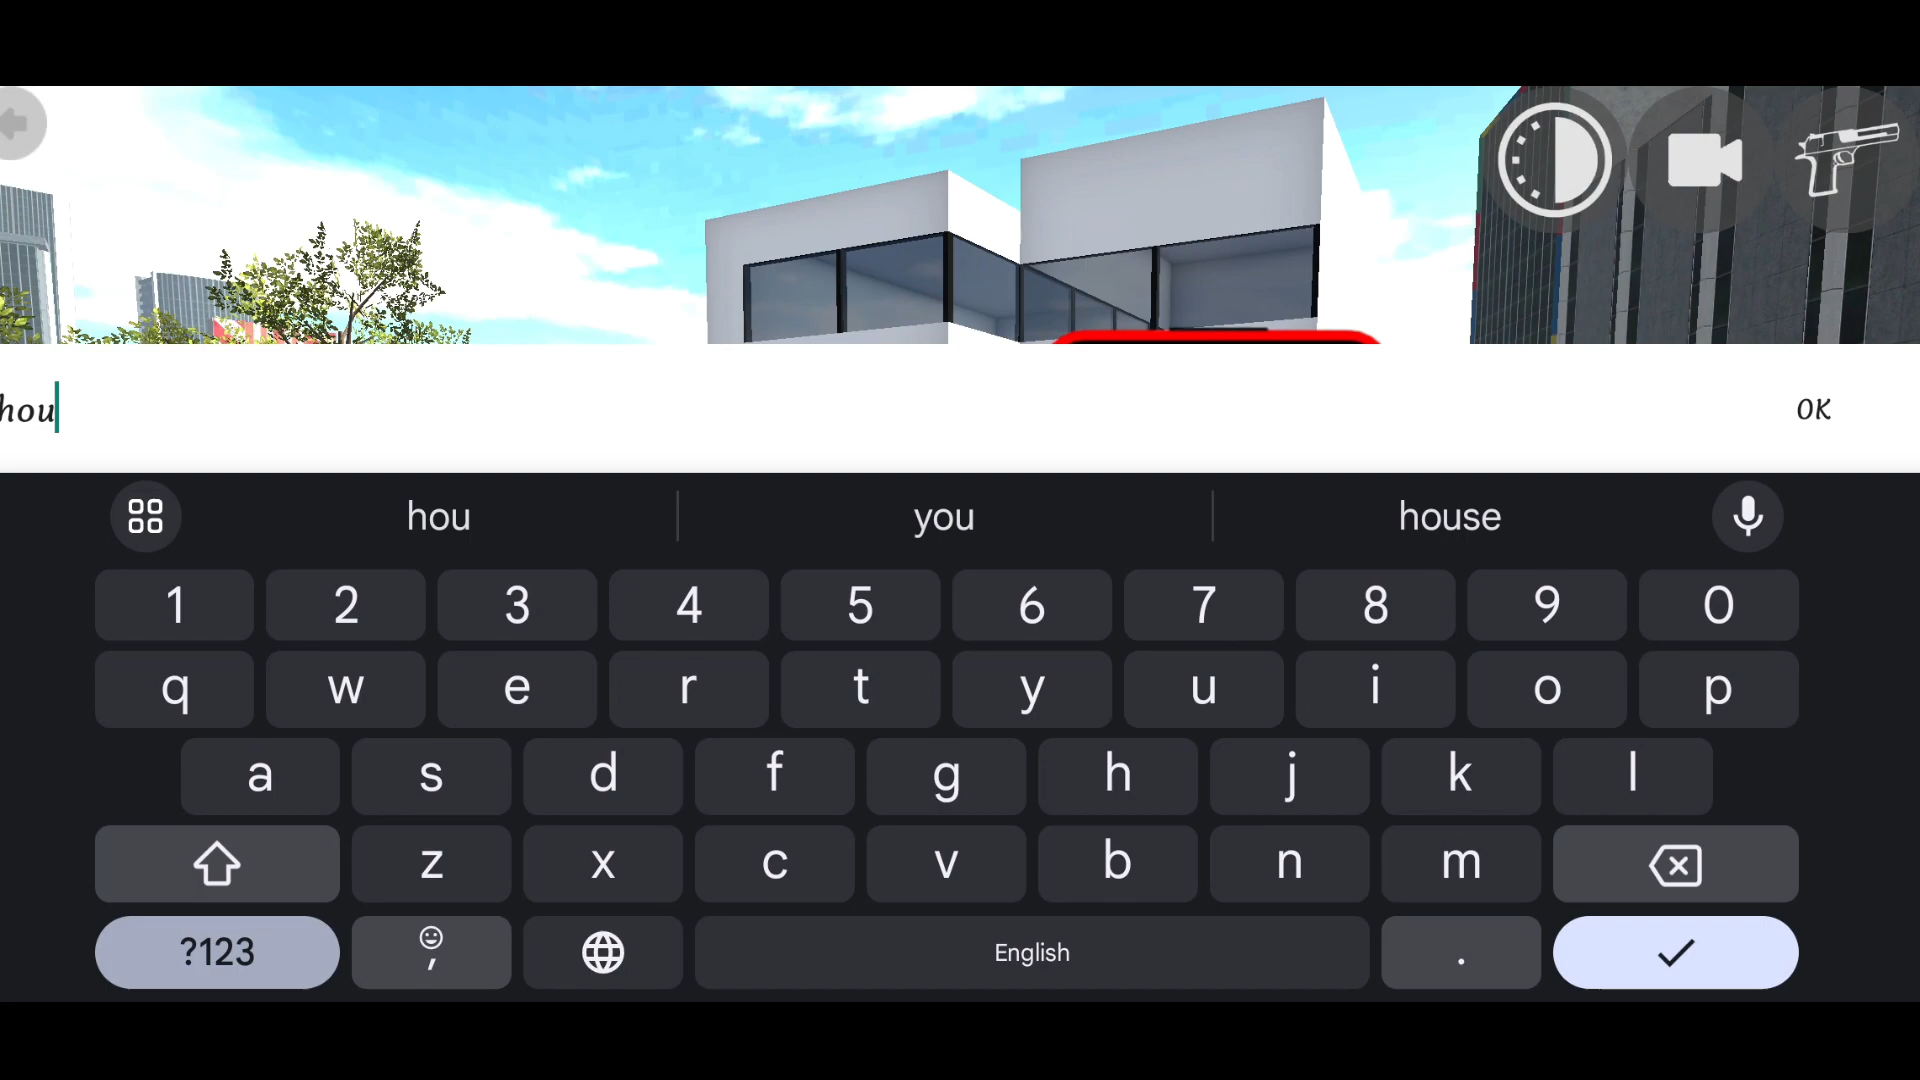 hou
OK
hou you house
1 2 3 4 5 6 7 8 9 0
q w e r t y u i o p
a s d f g h j k l
z x c v b n m
?123 , English .